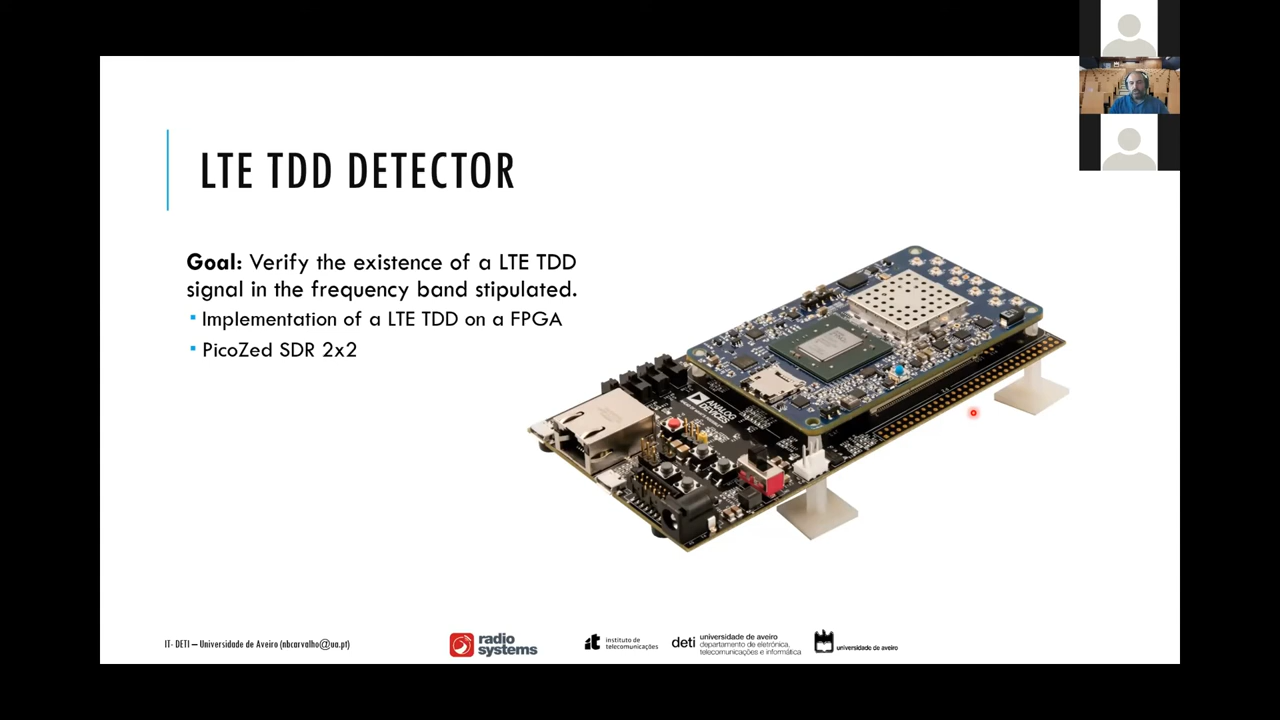 LTE TDD DETECTOR
Goal: Verify the existence of a LTE TDD
signal in the frequency band stipulated.
Implementation of a LTE TDD on a FPGA
PicoZed SDR 2x2
ANALOG
DEVICES
IT- DETI – Universidade de Aveiro (nbcarvalho@ua.pt)
radio
systems
it
instituto de
telecomunicações
deti
universidade de aveiro
departamento de eletrónica,
telecomunicações e informática
universidade de aveiro